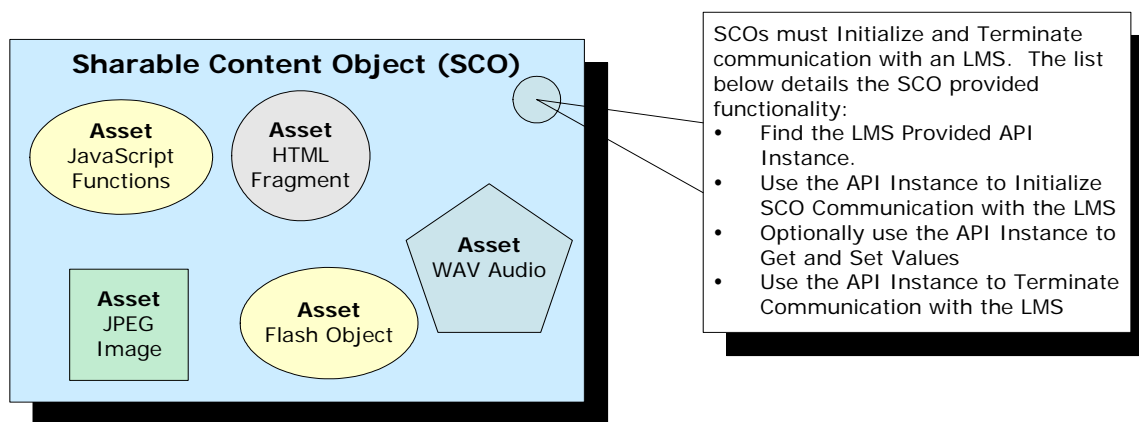 Sharable Content Object (SCO)
Asset
JavaScript
Functions
Asset
HTML
Fragment
Asset
WAV Audio
Asset
JPEG
Image
Asset
Flash Object
SCOs must Initialize and Terminate
communication with an LMS. The list
below details the SCO provided
functionality:
• Find the LMS Provided API
Instance.
• Use the API Instance to Initialize
SCO Communication with the LMS
• Optionally use the API Instance to
Get and Set Values
• Use the API Instance to Terminate
Communication with the LMS